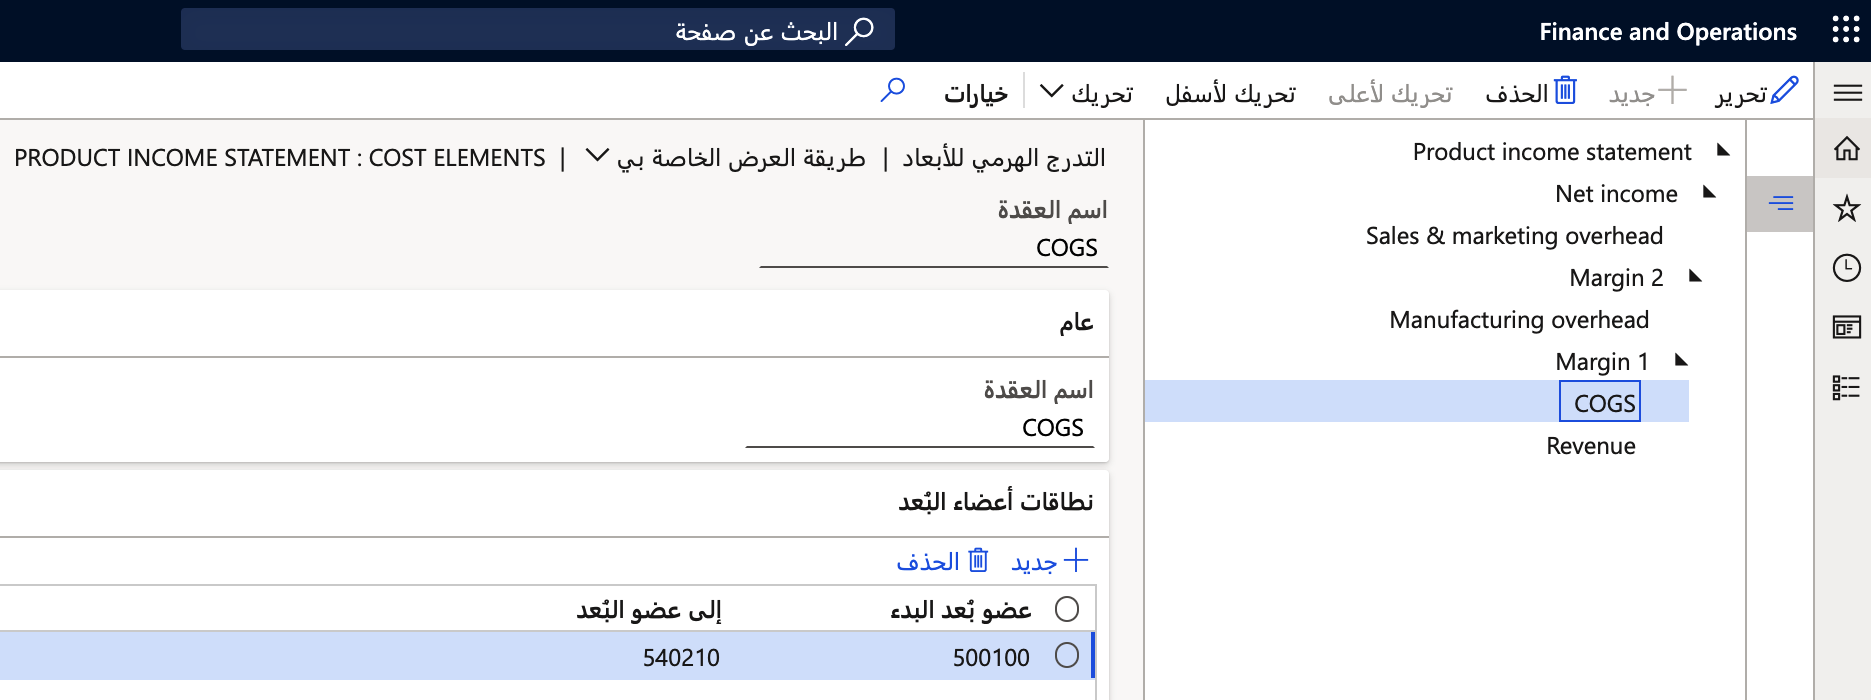 Finance and Operations
البحث عن صفحة
تحرير
جديد
الحذف
تحريك لأعلى
تحريك لأسفل
تحريك
خيارات
Product income statement
Net income
Sales & marketing overhead
Margin 2
Manufacturing overhead
Margin 1
COGS
Revenue
التدرج الهرمي للأبعاد | طريقة العرض الخاصة بي | PRODUCT INCOME STATEMENT : COST ELEMENTS
اسم العقدة
COGS
عام
اسم العقدة
COGS
نطاقات أعضاء البُعد
جديد
الحذف
عضو بُعد البدء
إلى عضو البُعد
500100
540210